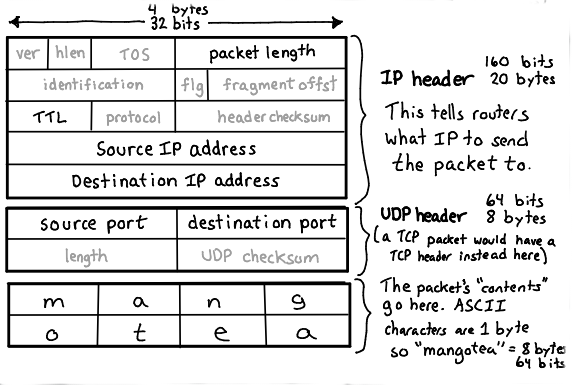 4 bytes
32 bits
ver hlen TOS packet length
identification flg fragment offst
TTL protocol header checksum
Source IP address
Destination IP address
IP header 160 bits
20 bytes
This tells routers
what IP to send
the packet to.
source port destination port
length UDP checksum
UDP header 64 bits
8 bytes
(a TCP packet would have a
TCP header instead here)
m a n g
o t e a
The packet's "contents"
go here. ASCII
characters are 1 byte
so "mangotea" = 8 bytes
64 bits